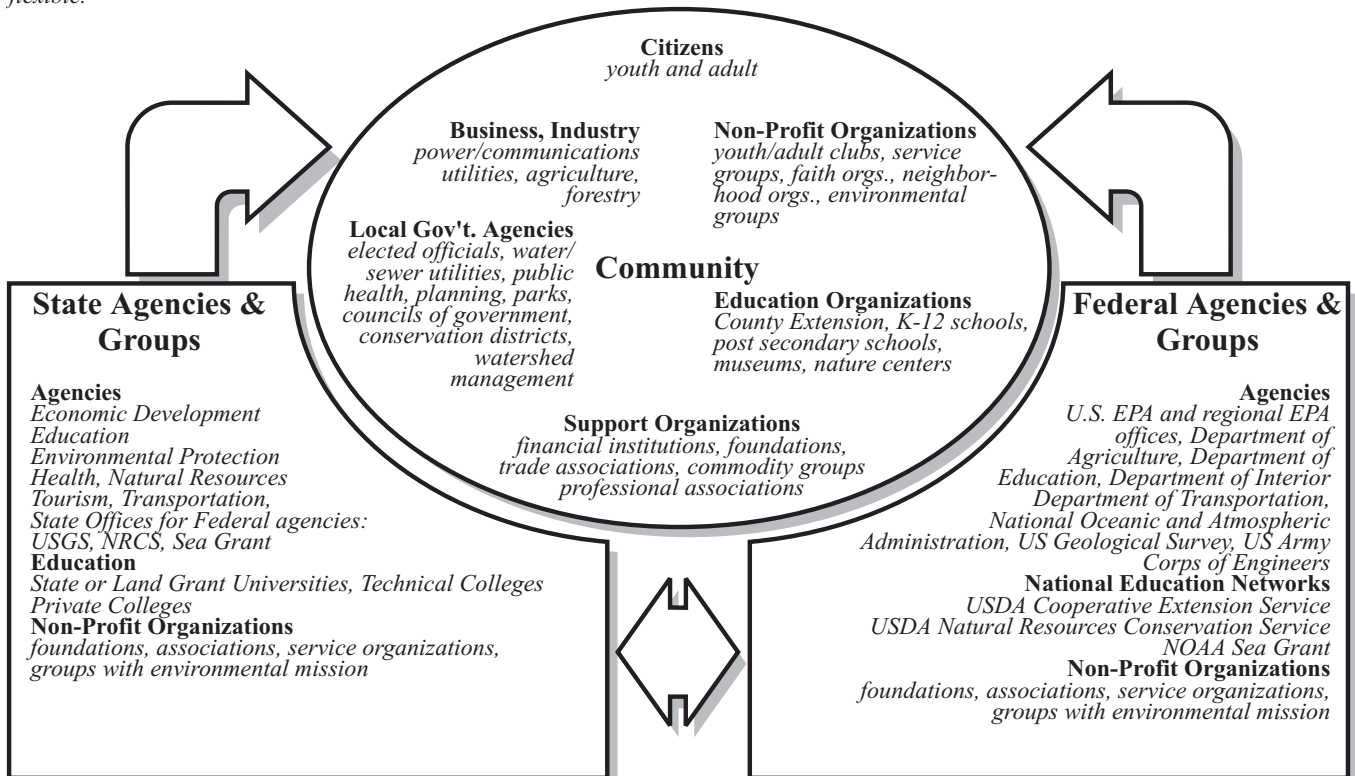 flexible.
Citizens
youth and adult
Business, Industry
power/communications
utilities, agriculture,
forestry
Non-Profit Organizations
youth/adult clubs, service
groups, faith orgs., neighbor-
hood orgs., environmental
groups
Local Gov't. Agencies
elected officials, water/
sewer utilities, public
health, planning, parks,
councils of government,
conservation districts,
watershed
management
Community
Education Organizations
County Extension, K-12 schools,
post secondary schools,
museums, nature centers
Support Organizations
financial institutions, foundations,
trade associations, commodity groups
professional associations
State Agencies &
Groups
Agencies
Economic Development
Education
Environmental Protection
Health, Natural Resources
Tourism, Transportation,
State Offices for Federal agencies:
USGS, NRCS, Sea Grant
Education
State or Land Grant Universities, Technical Colleges
Private Colleges
Non-Profit Organizations
foundations, associations, service organizations,
groups with environmental mission
Federal Agencies &
Groups
Agencies
U.S. EPA and regional EPA
offices, Department of
Agriculture, Department of
Education, Department of Interior
Department of Transportation,
National Oceanic and Atmospheric
Administration, US Geological Survey, US Army
Corps of Engineers
National Education Networks
USDA Cooperative Extension Service
USDA Natural Resources Conservation Service
NOAA Sea Grant
Non-Profit Organizations
foundations, associations, service organizations,
groups with environmental mission